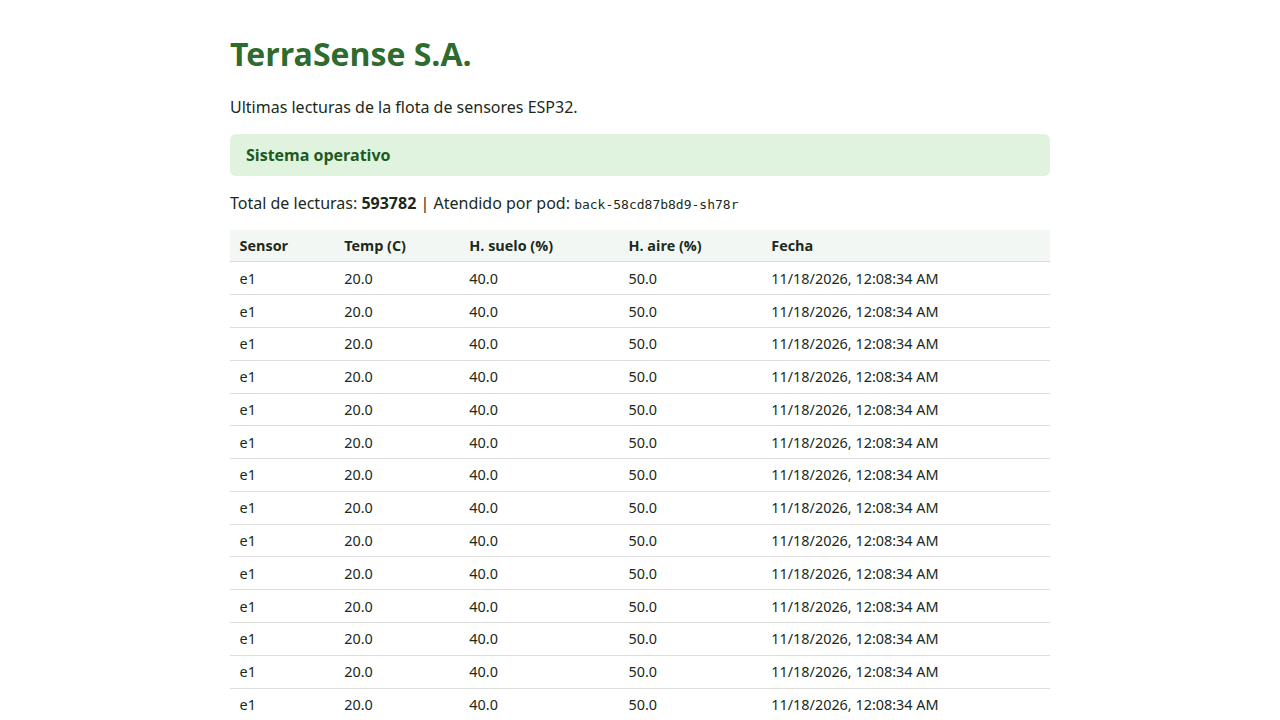 TerraSense S.A.
Ultimas lecturas de la flota de sensores ESP32.
Sistema operativo
Total de lecturas: 593782 | Atendido por pod: back-58cd87b8d9-sh78r
Sensor Temp (C) H. suelo (%) H. aire (%) Fecha
e1 20.0 40.0 50.0 11/18/2026, 12:08:34 AM
e1 20.0 40.0 50.0 11/18/2026, 12:08:34 AM
e1 20.0 40.0 50.0 11/18/2026, 12:08:34 AM
e1 20.0 40.0 50.0 11/18/2026, 12:08:34 AM
e1 20.0 40.0 50.0 11/18/2026, 12:08:34 AM
e1 20.0 40.0 50.0 11/18/2026, 12:08:34 AM
e1 20.0 40.0 50.0 11/18/2026, 12:08:34 AM
e1 20.0 40.0 50.0 11/18/2026, 12:08:34 AM
e1 20.0 40.0 50.0 11/18/2026, 12:08:34 AM
e1 20.0 40.0 50.0 11/18/2026, 12:08:34 AM
e1 20.0 40.0 50.0 11/18/2026, 12:08:34 AM
e1 20.0 40.0 50.0 11/18/2026, 12:08:34 AM
e1 20.0 40.0 50.0 11/18/2026, 12:08:34 AM
e1 20.0 40.0 50.0 11/18/2026, 12:08:34 AM